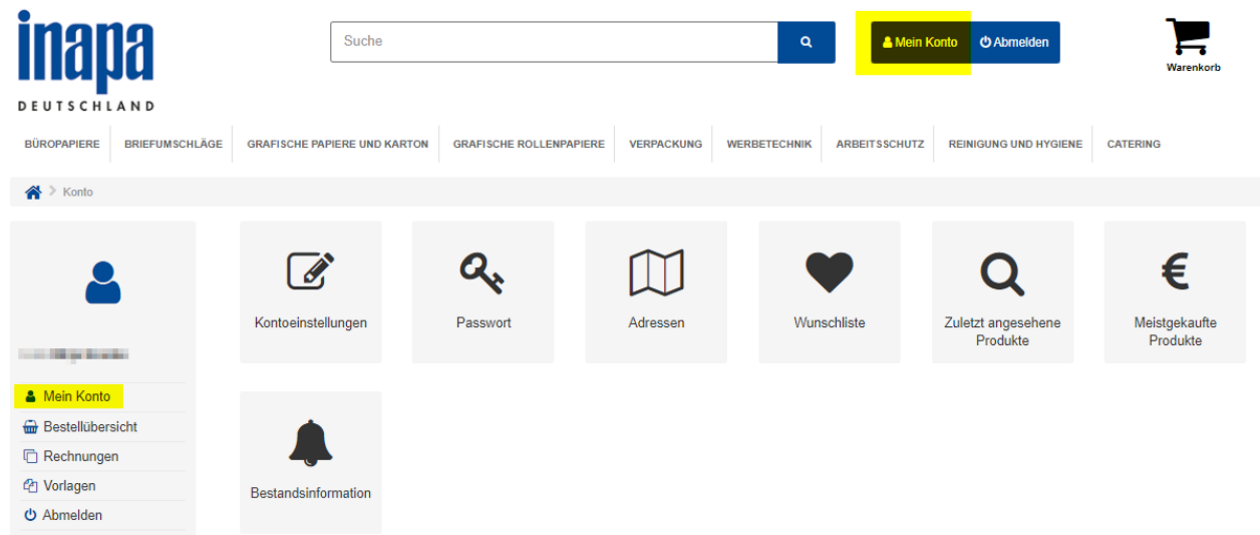 inapa
DEUTSCHLAND
Suche
Mein Konto
Abmelden
Warenkorb
BÜROPAPIERE
BRIEFUMSCHLÄGE
GRAFISCHE PAPIERE UND KARTON
GRAFISCHE ROLLENPAPIERE
VERPACKUNG
WERBETECHNIK
ARBEITSSCHUTZ
REINIGUNG UND HYGIENE
CATERING
> Konto
Kontoeinstellungen
Passwort
Adressen
Wunschliste
Zuletzt angesehene
Produkte
€
Meistgekaufte
Produkte
Mein Konto
Bestellübersicht
Rechnungen
Vorlagen
Abmelden
Bestandsinformation